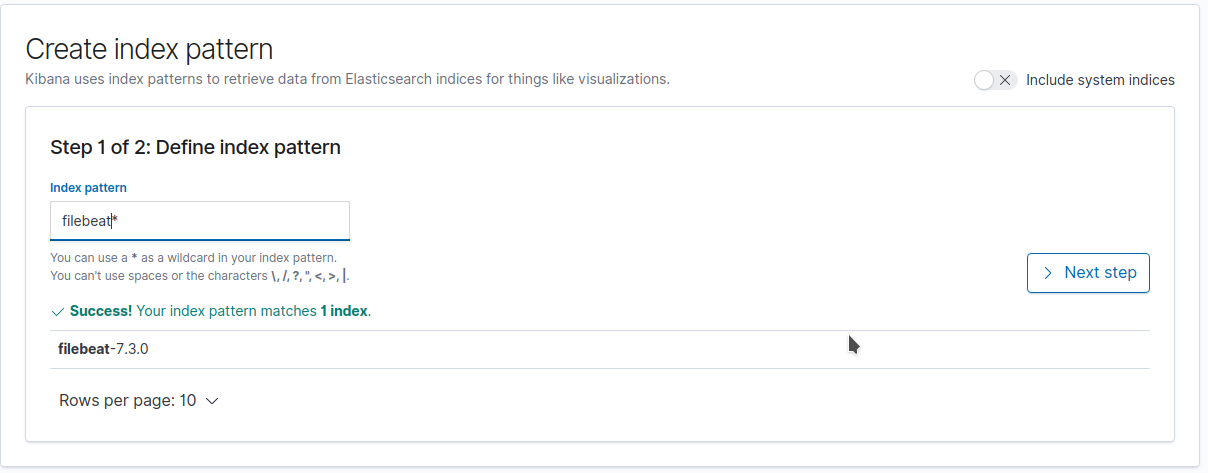 Create index pattern
Kibana uses index patterns to retrieve data from Elasticsearch indices for things like visualizations.
Include system indices
Step 1 of 2: Define index pattern
Index pattern
filebeat*
You can use a * as a wildcard in your index pattern.
You can't use spaces or the characters \, /, ?, ", <, >, |.
Next step
Success! Your index pattern matches 1 index.
filebeat-7.3.0
Rows per page: 10